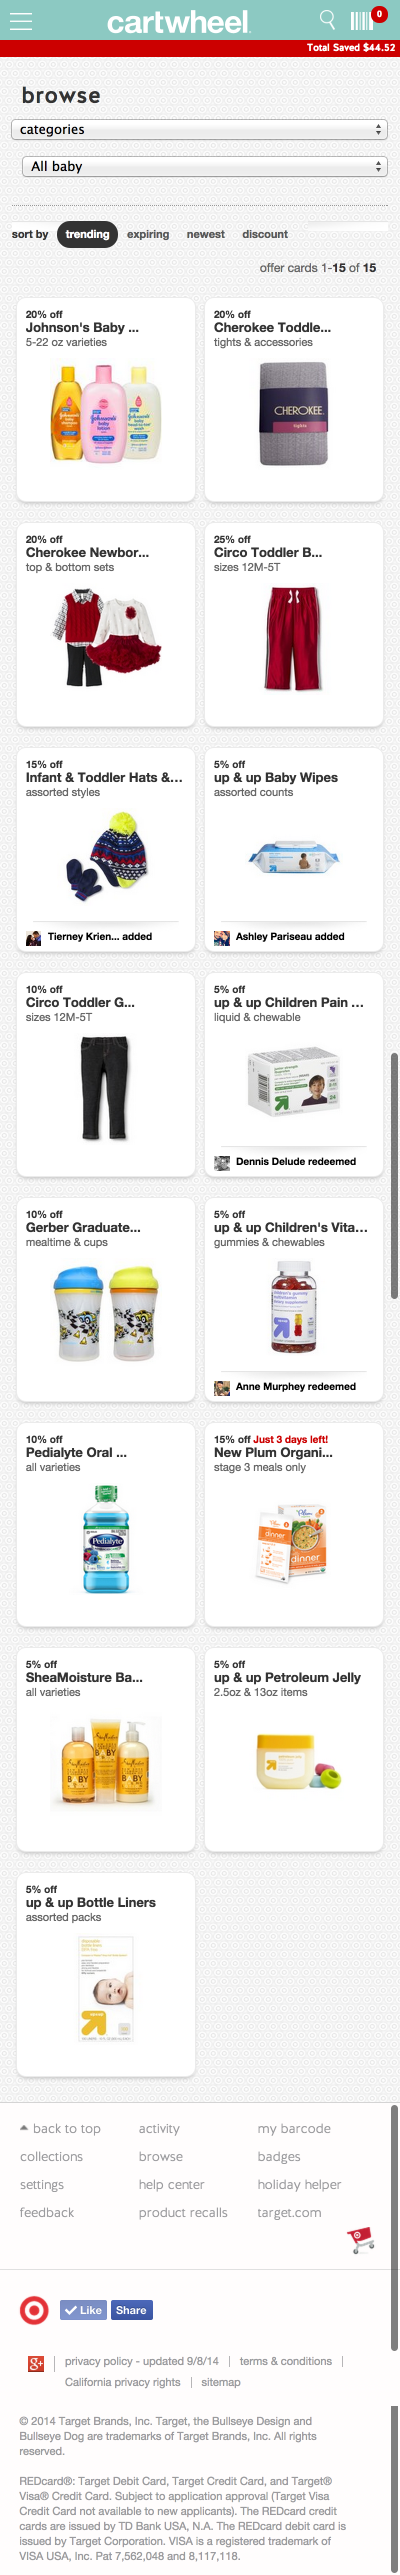 cartwheel.
0
Total Saved $44.52
browse
categories
All baby
sort by trending expiring newest discount
offer cards 1-15 of 15
20% off
Johnson's Baby ...
5-22 oz varieties
20% off
Cherokee Toddle...
tights & accessories
CHEROKEE
tights
20% off
Cherokee Newbor...
top & bottom sets
25% off
Circo Toddler B...
sizes 12M-5T
15% off
Infant & Toddler Hats &...
assorted styles
Tierney Krien... added
5% off
up & up Baby Wipes
assorted counts
Ashley Pariseau added
10% off
Circo Toddler G...
sizes 12M-5T
5% off
up & up Children Pain ...
liquid & chewable
Dennis Delude redeemed
10% off
Gerber Graduate...
mealtime & cups
5% off
up & up Children's Vita...
gummies & chewables
Anne Murphey redeemed
10% off
Pedialyte Oral ...
all varieties
Pedialyte
15% off Just 3 days left!
New Plum Organi...
stage 3 meals only
Plum
dinner
dinner
5% off
SheaMoisture Ba...
all varieties
BABY
BABY
BABY
5% off
up & up Petroleum Jelly
2.5oz & 13oz items
5% off
up & up Bottle Liners
assorted packs
back to top activity my barcode
collections browse badges
settings help center holiday helper
feedback product recalls target.com
Like Share
g+ privacy policy - updated 9/8/14 | terms & conditions |
California privacy rights | sitemap
© 2014 Target Brands, Inc. Target, the Bullseye Design and
Bullseye Dog are trademarks of Target Brands, Inc. All rights
reserved.
REDcard®: Target Debit Card, Target Credit Card, and Target®
Visa® Credit Card. Subject to application approval (Target Visa
Credit Card not available to new applicants). The REDcard credit
cards are issued by TD Bank USA, N.A. The REDcard debit card is
issued by Target Corporation. VISA is a registered trademark of
VISA USA, Inc. Pat 7,562,048 and 8,117,118.